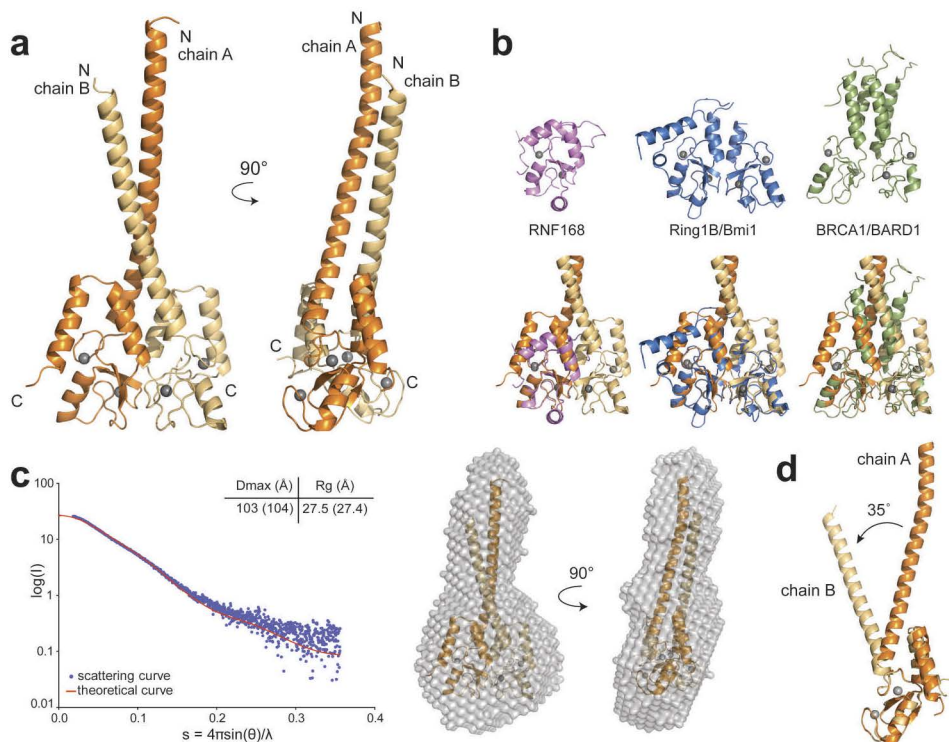 a
N
chain A
N
chain B
C
C
90°
chain A
N
N
chain B
C
C
b
RNF168
Ring1B/Bmi1
BRCA1/BARD1
c
log(I)
100
10
1
0.1
0.01
0.0
0.1
0.2
0.3
0.4
s = 4πsin(θ)/λ
Dmax (Å) Rg (Å)
103 (104) 27.5 (27.4)
scattering curve
theoretical curve
90°
d
chain A
35°
chain B